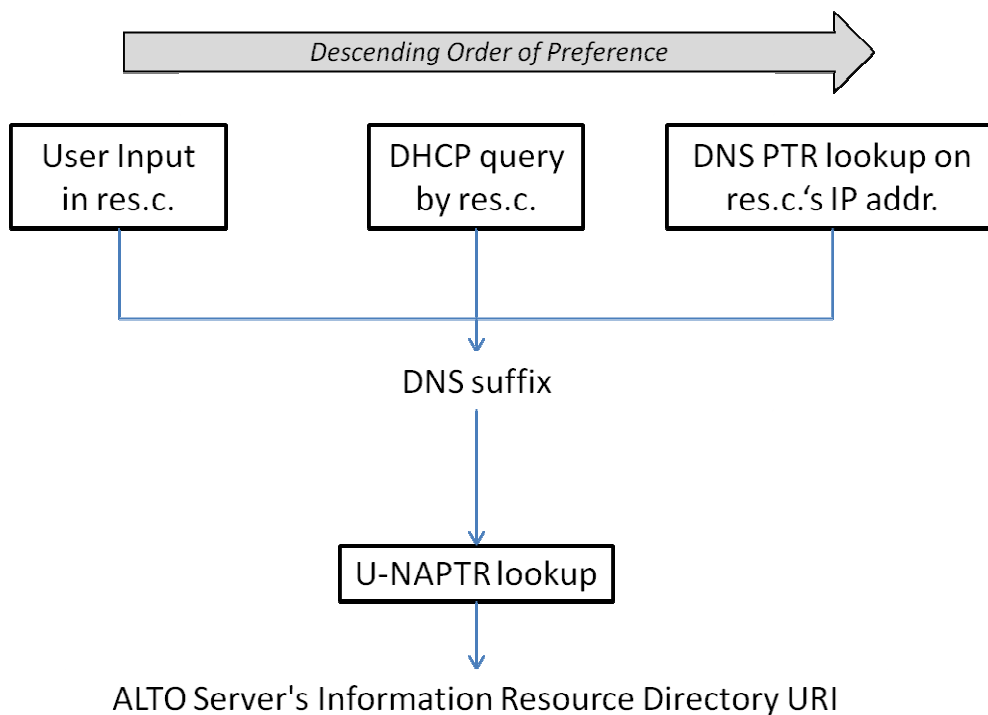 Descending Order of Preference
User Input
in res.c.
DHCP query
by res.c.
DNS PTR lookup on
res.c.‘s IP addr.
DNS suffix
U-NAPTR lookup
ALTO Server's Information Resource Directory URI